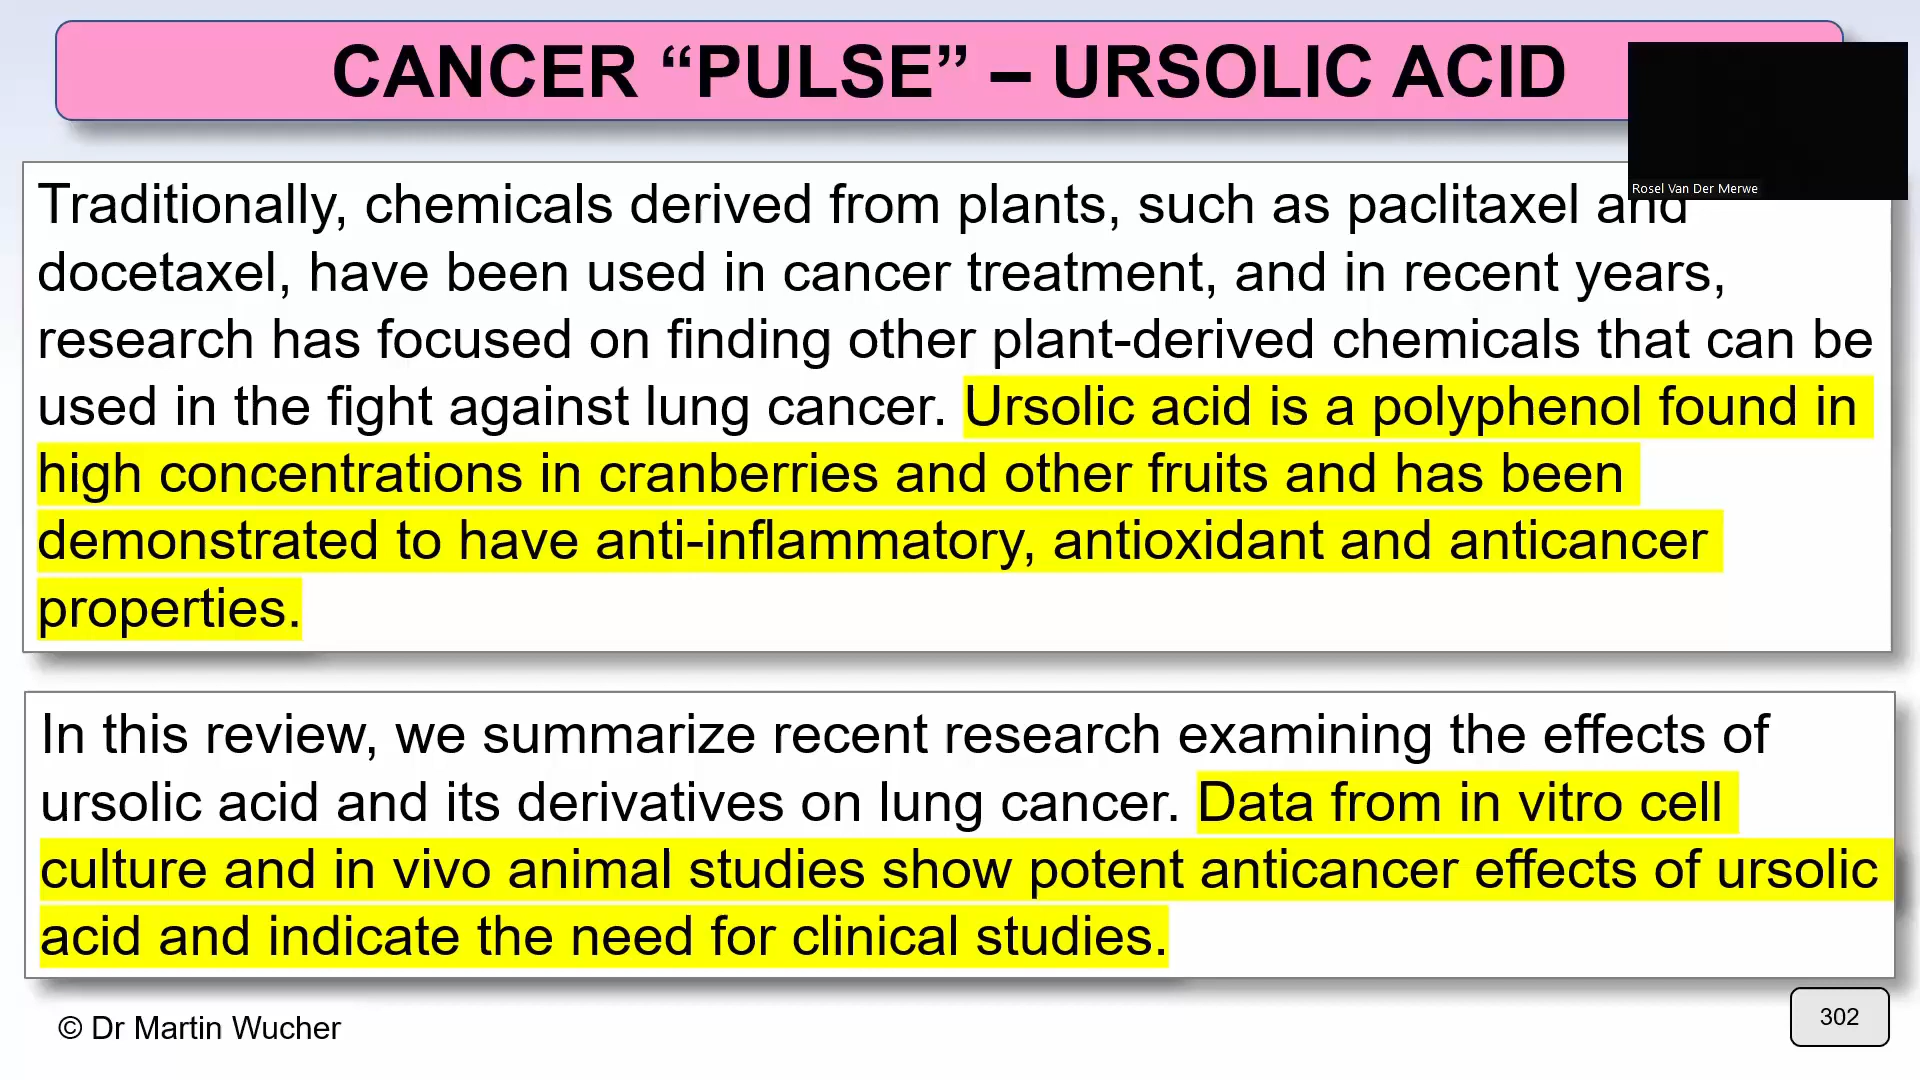 CANCER “PULSE” – URSOLIC ACID
Rosel Van Der Merwe
Traditionally, chemicals derived from plants, such as paclitaxel and
docetaxel, have been used in cancer treatment, and in recent years,
research has focused on finding other plant-derived chemicals that can be
used in the fight against lung cancer. Ursolic acid is a polyphenol found in
high concentrations in cranberries and other fruits and has been
demonstrated to have anti-inflammatory, antioxidant and anticancer
properties.
In this review, we summarize recent research examining the effects of
ursolic acid and its derivatives on lung cancer. Data from in vitro cell
culture and in vivo animal studies show potent anticancer effects of ursolic
acid and indicate the need for clinical studies.
© Dr Martin Wucher
302